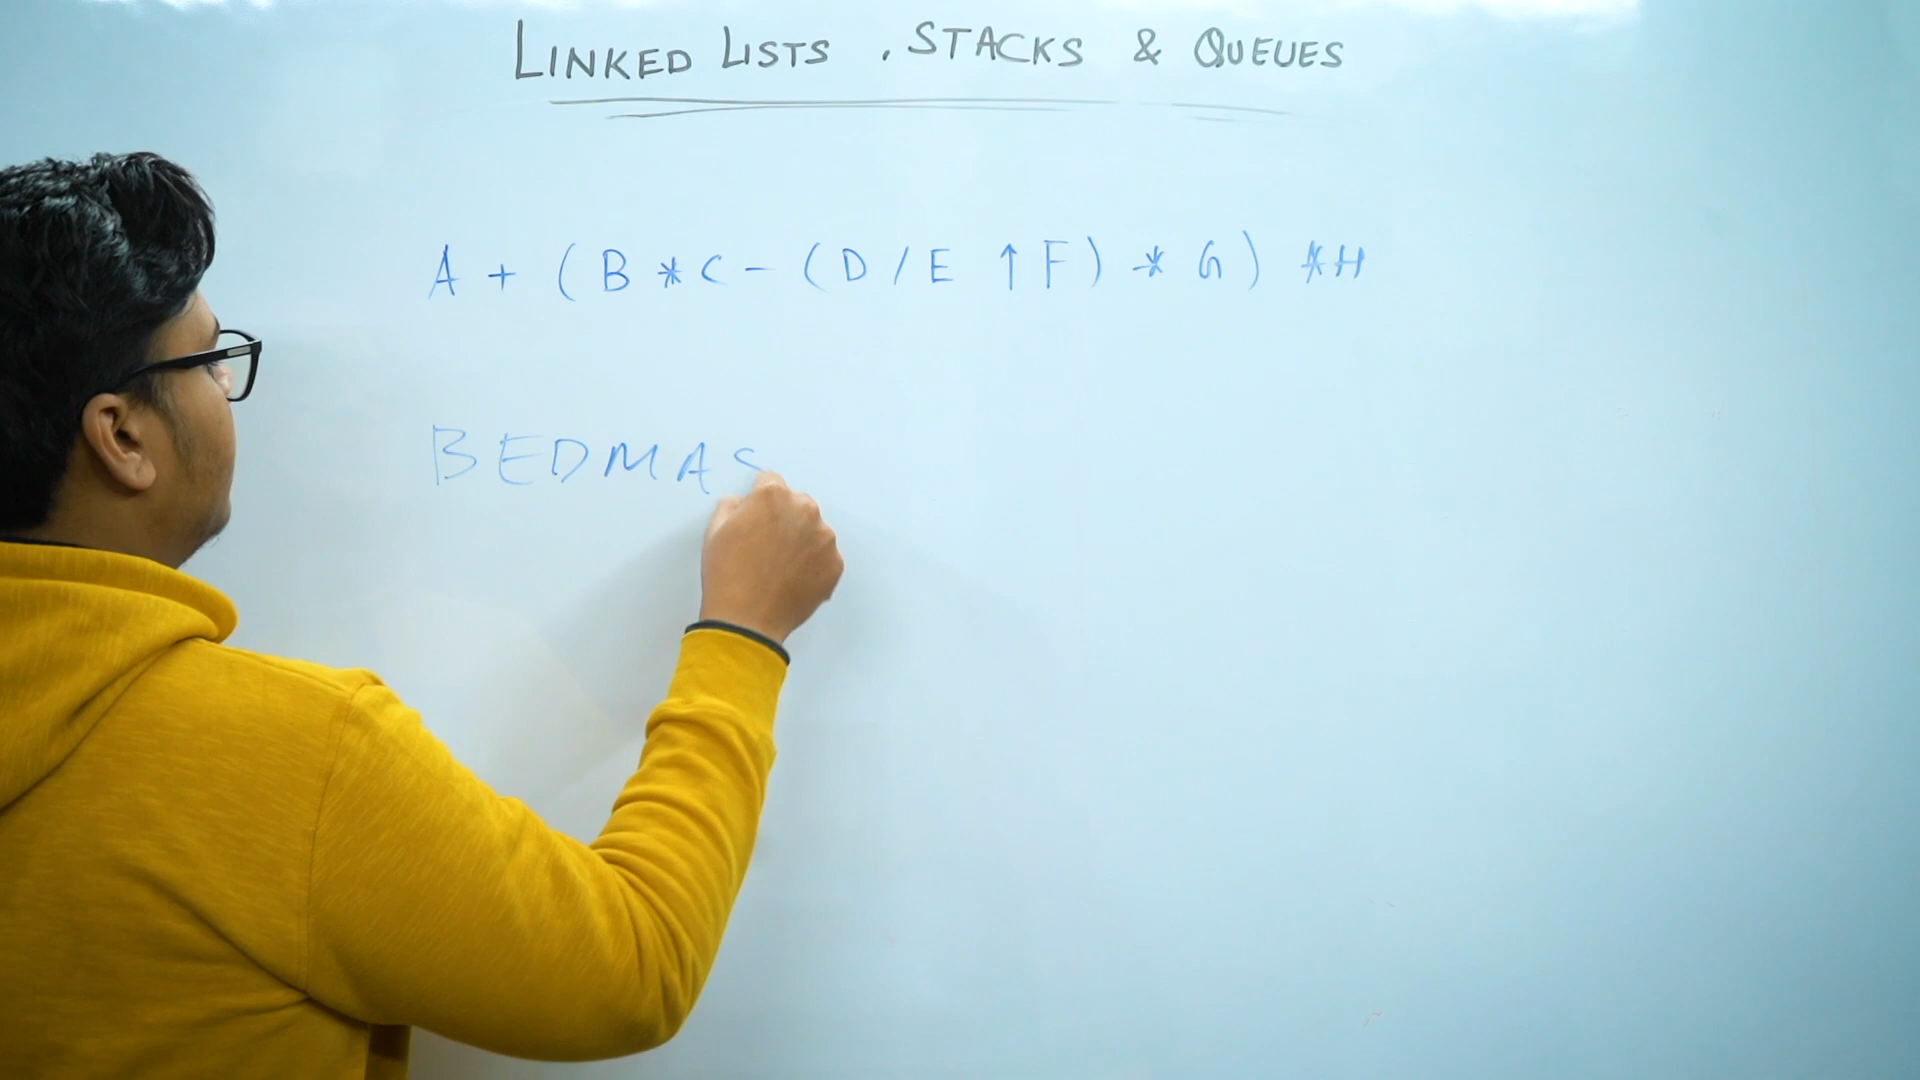 LINKED LISTS , STACKS & QUEUES
A + ( B * C - ( D / E ↑ F ) * G ) * H
BEDMAS